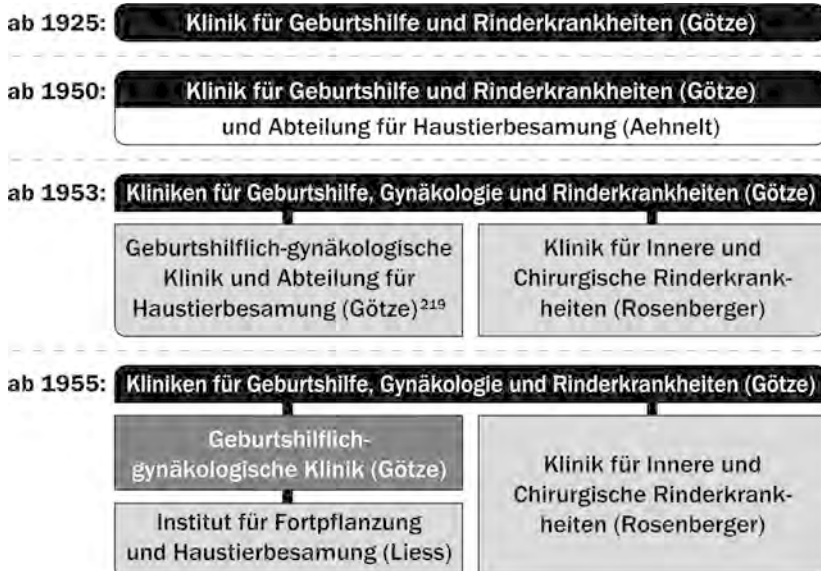 ab 1925: Klinik für Geburtshilfe und Rinderkrankheiten (Götze)
ab 1950: Klinik für Geburtshilfe und Rinderkrankheiten (Götze)
und Abteilung für Haustierbesamung (Aehnelt)
ab 1953: Kliniken für Geburtshilfe, Gynäkologie und Rinderkrankheiten (Götze)
Geburtshilflich-gynäkologische
Klinik und Abteilung für
Haustierbesamung (Götze)²¹⁹
Klinik für Innere und
Chirurgische Rinderkrank-
heiten (Rosenberger)
ab 1955: Kliniken für Geburtshilfe, Gynäkologie und Rinderkrankheiten (Götze)
Geburtshilflich-
gynäkologische Klinik (Götze)
Institut für Fortpflanzung
und Haustierbesamung (Liess)
Klinik für Innere und
Chirurgische Rinderkrank-
heiten (Rosenberger)